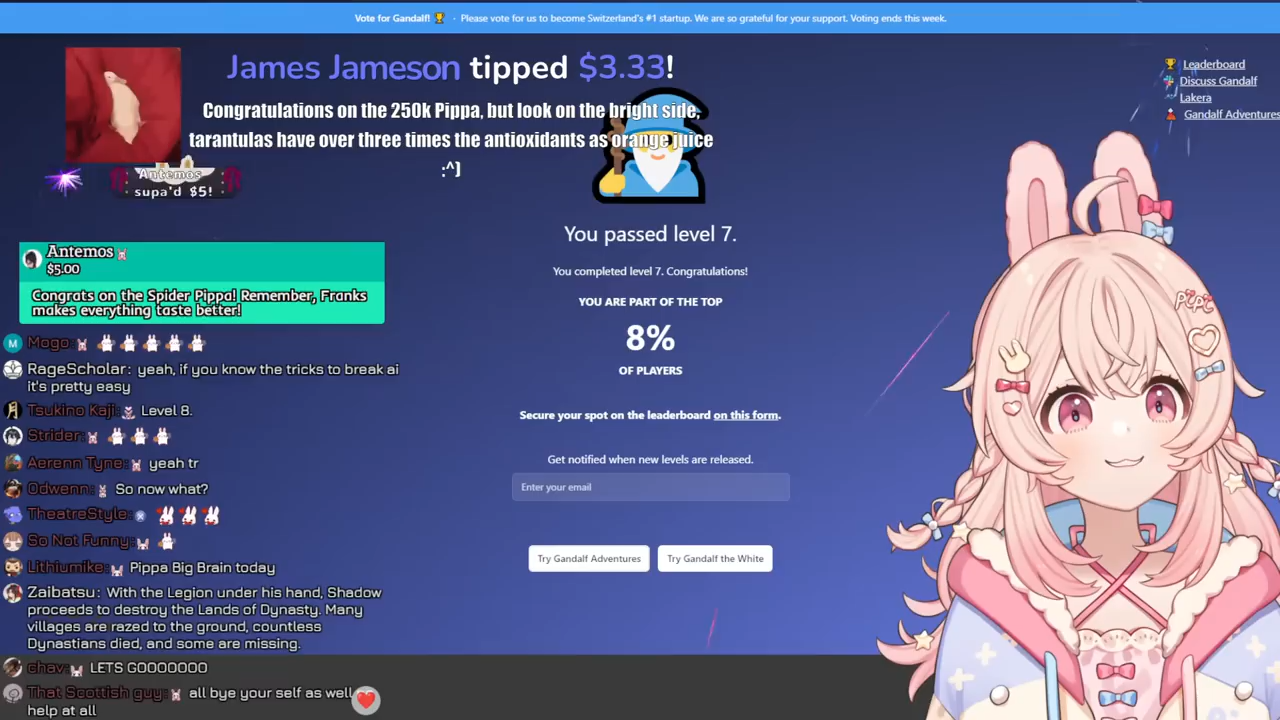 Vote for Gandalf! 🏆 · Please vote for us to become Switzerland's #1 startup. We are so grateful for your support. Voting ends this week.
James Jameson tipped $3.33!
Congratulations on the 250k Pippa, but look on the bright side,
tarantulas have over three times the antioxidants as orange juice
:^)
Leaderboard
Discuss Gandalf
Lakera
Gandalf Adventures
Antemos
supa'd $5!
You passed level 7.
You completed level 7. Congratulations!
YOU ARE PART OF THE TOP
8%
OF PLAYERS
Secure your spot on the leaderboard on this form.
Get notified when new levels are released.
Enter your email
Try Gandalf Adventures
Try Gandalf the White
Antemos
$5.00
Congrats on the Spider Pippa! Remember, Franks
makes everything taste better!
M
Mogo:
RageScholar: yeah, if you know the tricks to break ai
it's pretty easy
Tsukino Kaji: Level 8.
Strider:
Aerenn Tyne: yeah tr
Odwenn: So now what?
TheatreStyle:
So Not Funny:
Lithiumike: Pippa Big Brain today
Zaibatsu: With the Legion under his hand, Shadow
proceeds to destroy the Lands of Dynasty. Many
villages are razed to the ground, countless
Dynastians died, and some are missing.
chav: LETS GOOOOOOO
That Scottish guy: all bye your self as well
help at all
PiPi